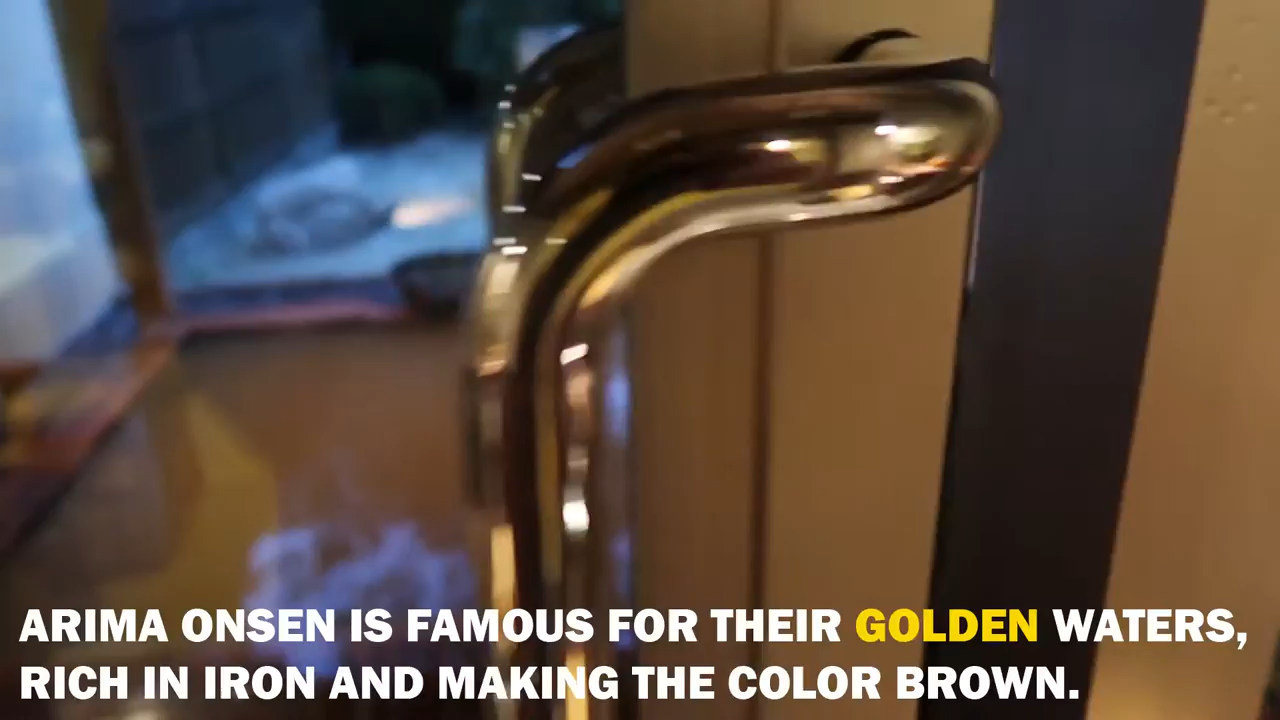 ARIMA ONSEN IS FAMOUS FOR THEIR GOLDEN WATERS,
RICH IN IRON AND MAKING THE COLOR BROWN.